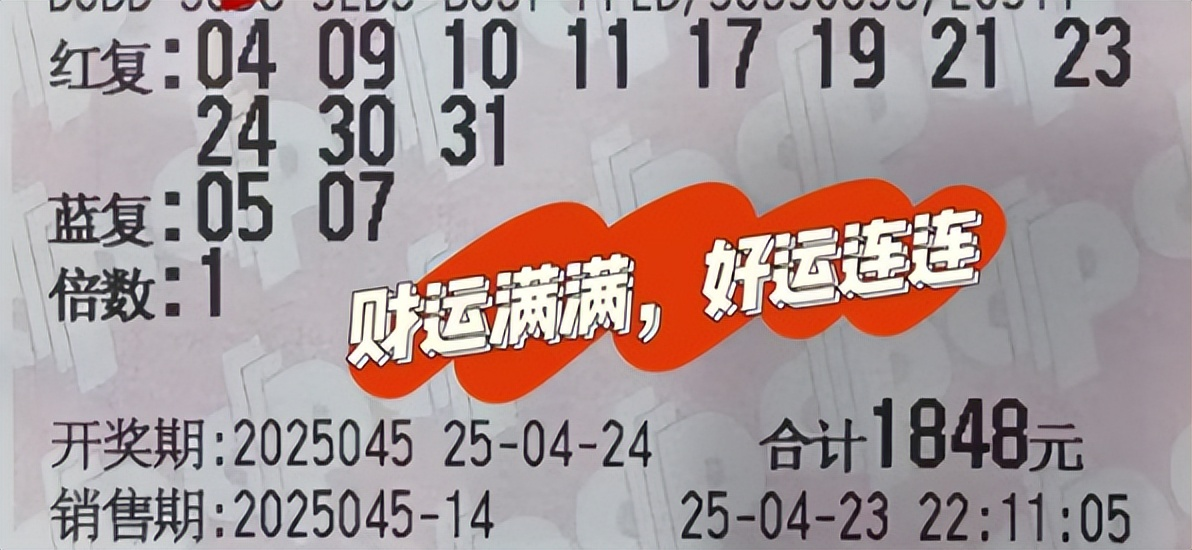 红复:04 09 10 11 17 19 21 23
24 30 31
蓝复:05 07
倍数:1
财运满满，好运连连
开奖期:2025045 25-04-24 合计1848元
销售期:2025045-14 25-04-23 22:11:05